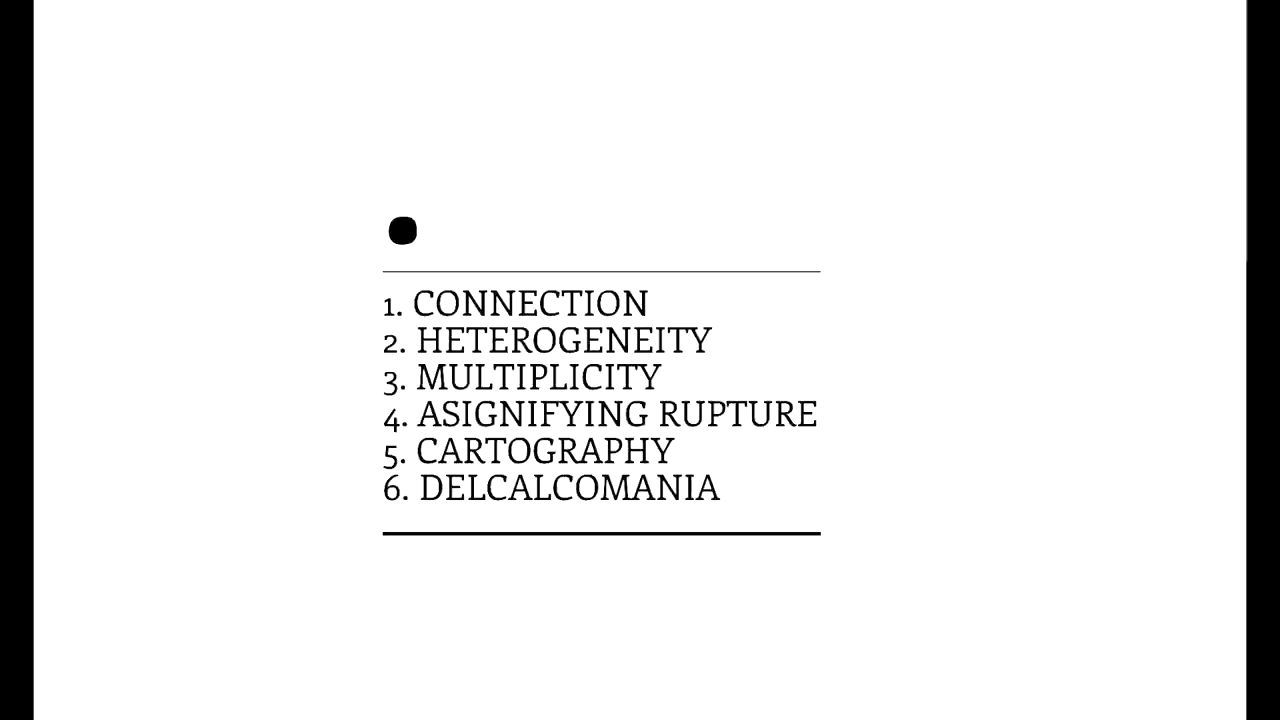 1. CONNECTION
2. HETEROGENEITY
3. MULTIPLICITY
4. ASIGNIFYING RUPTURE
5. CARTOGRAPHY
6. DELCALCOMANIA